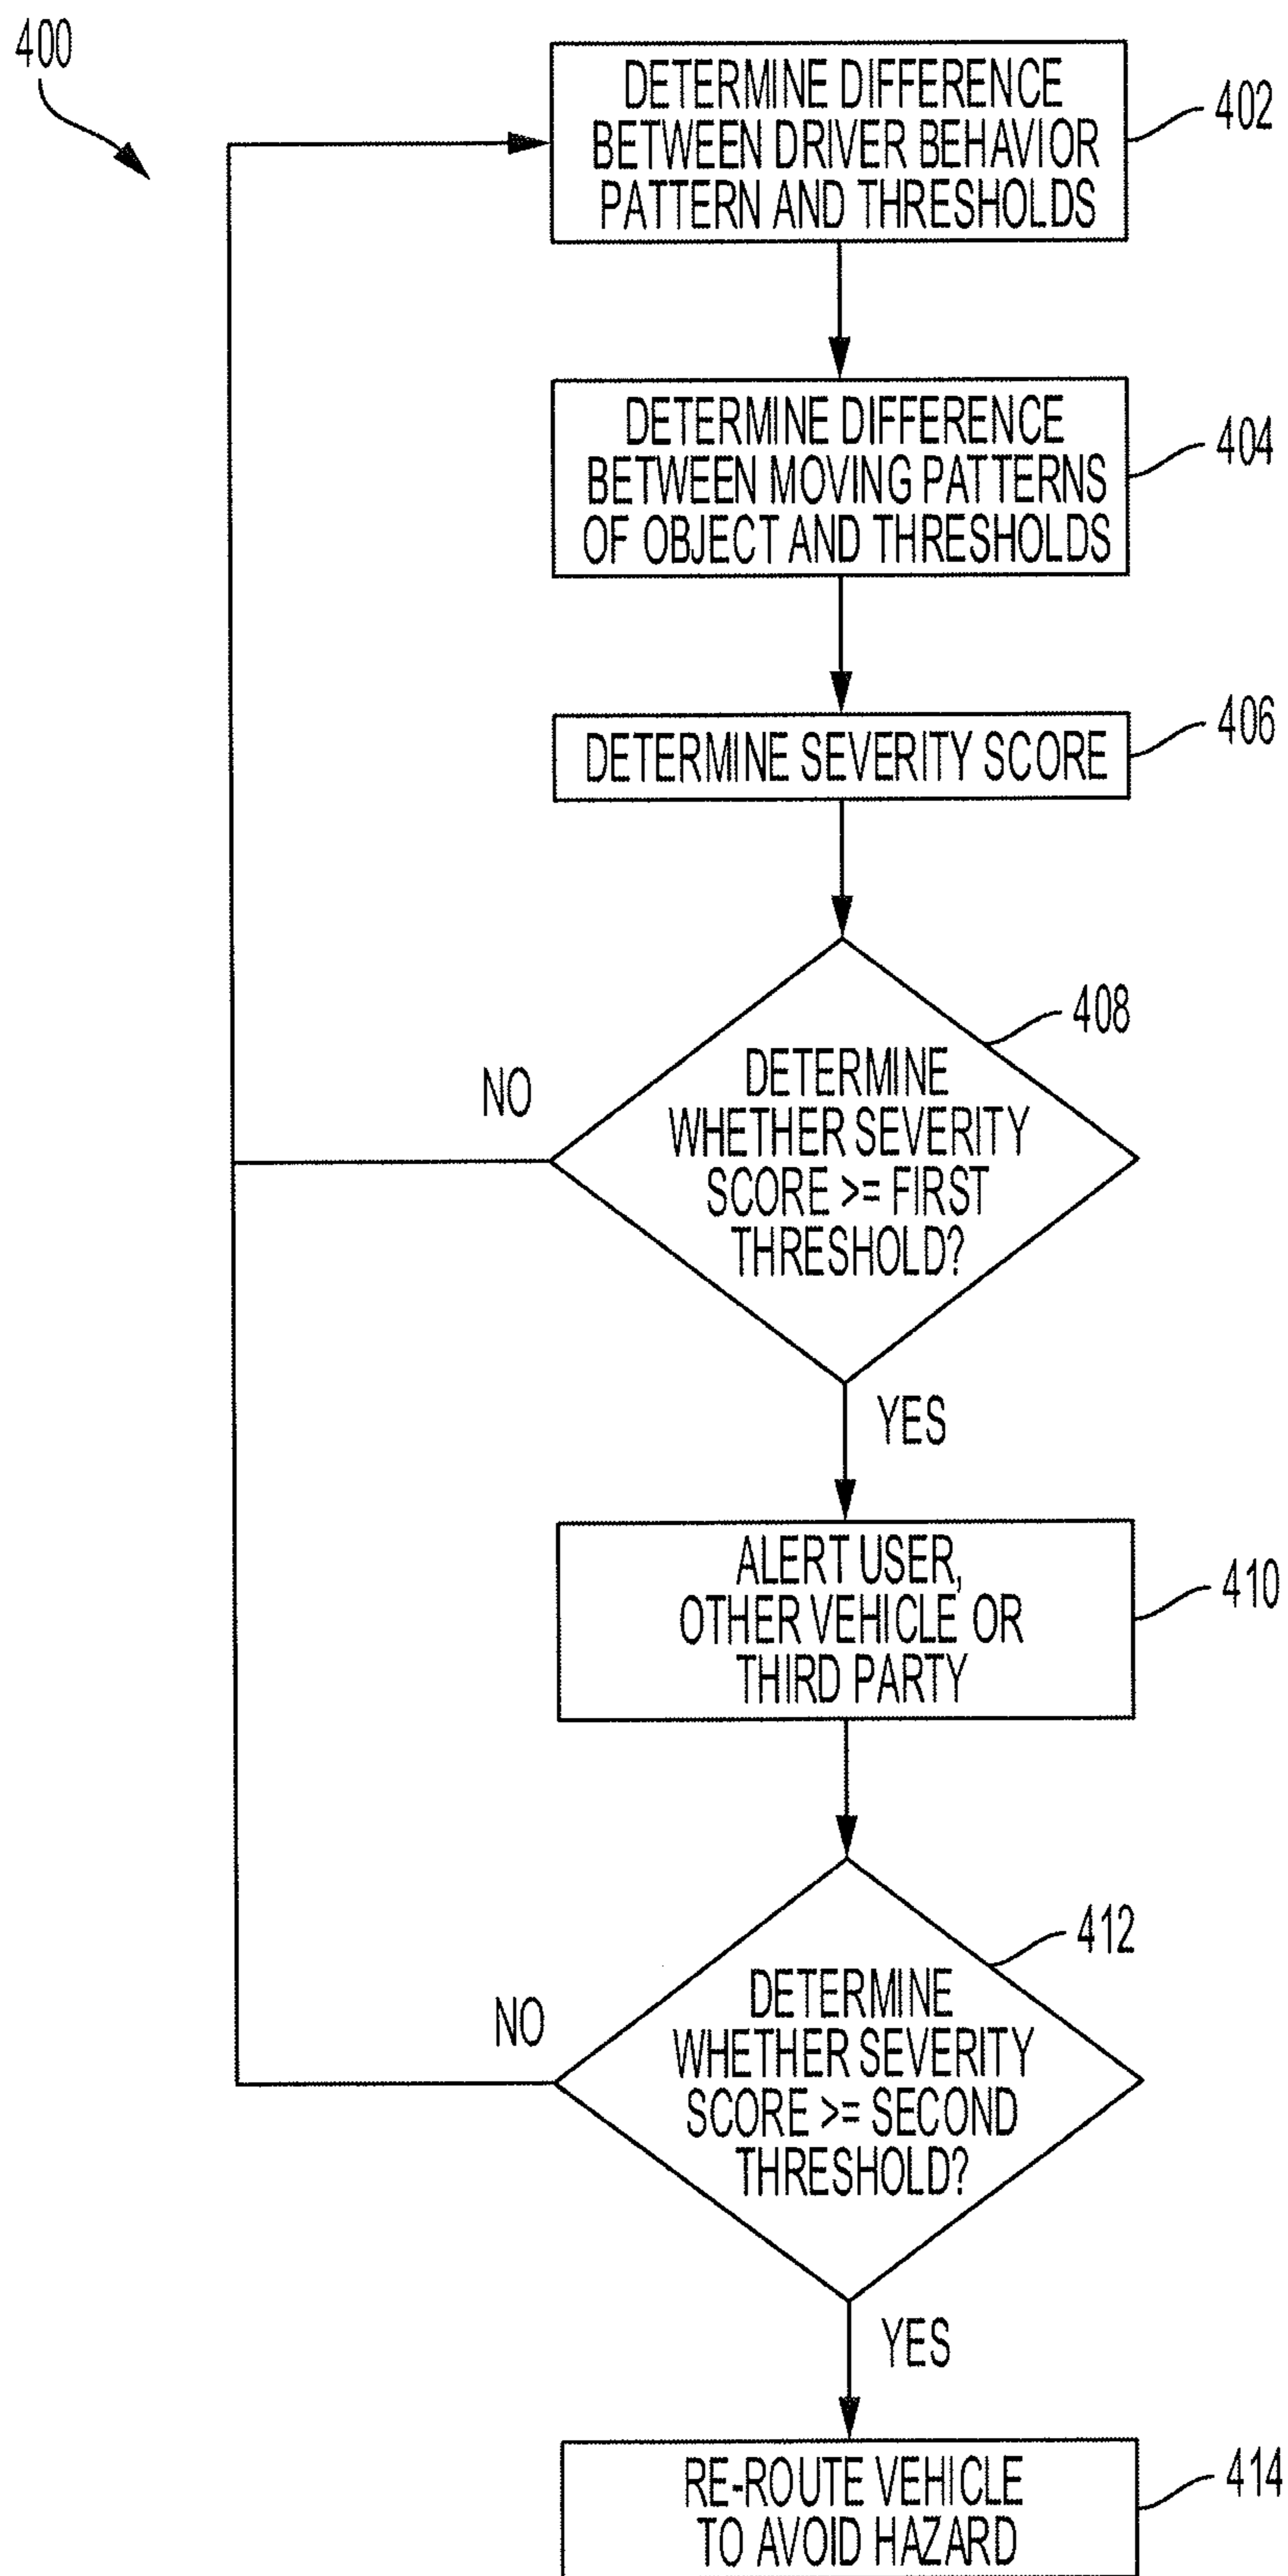 400
DETERMINE DIFFERENCE
BETWEEN DRIVER BEHAVIOR
PATTERN AND THRESHOLDS
402
DETERMINE DIFFERENCE
BETWEEN MOVING PATTERNS
OF OBJECT AND THRESHOLDS
404
DETERMINE SEVERITY SCORE
406
408
DETERMINE
WHETHER SEVERITY
SCORE >= FIRST
THRESHOLD?
NO
YES
ALERT USER,
OTHER VEHICLE OR
THIRD PARTY
410
412
DETERMINE
WHETHER SEVERITY
SCORE >= SECOND
THRESHOLD?
NO
YES
RE-ROUTE VEHICLE
TO AVOID HAZARD
414